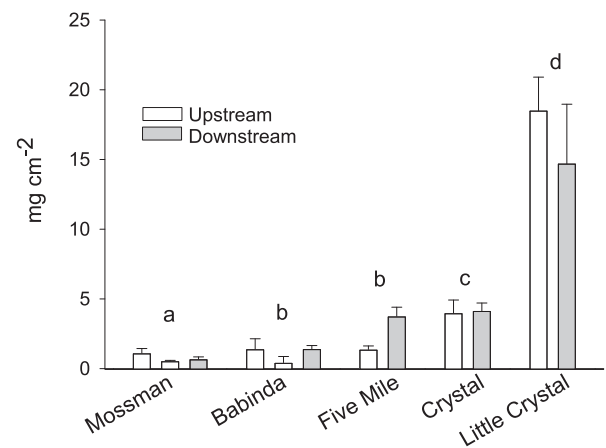 25
20
15
10
5
0
mg cm-2
Upstream
Downstream
a
b
b
c
d
Mossman
Babinda
Five Mile
Crystal
Little Crystal